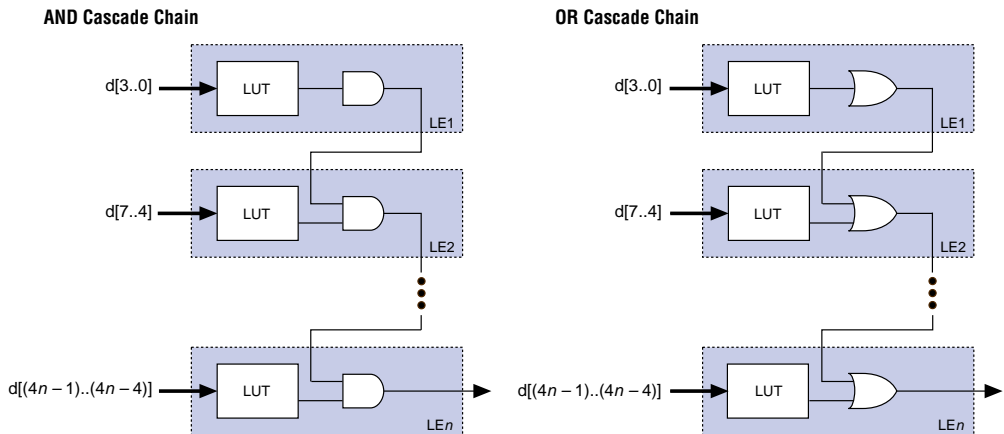 AND Cascade Chain
d[3..0]
LUT
LE1
d[7..4]
LUT
LE2
d[(4n – 1)..(4n – 4)]
LUT
LEn
OR Cascade Chain
d[3..0]
LUT
LE1
d[7..4]
LUT
LE2
d[(4n – 1)..(4n – 4)]
LUT
LEn